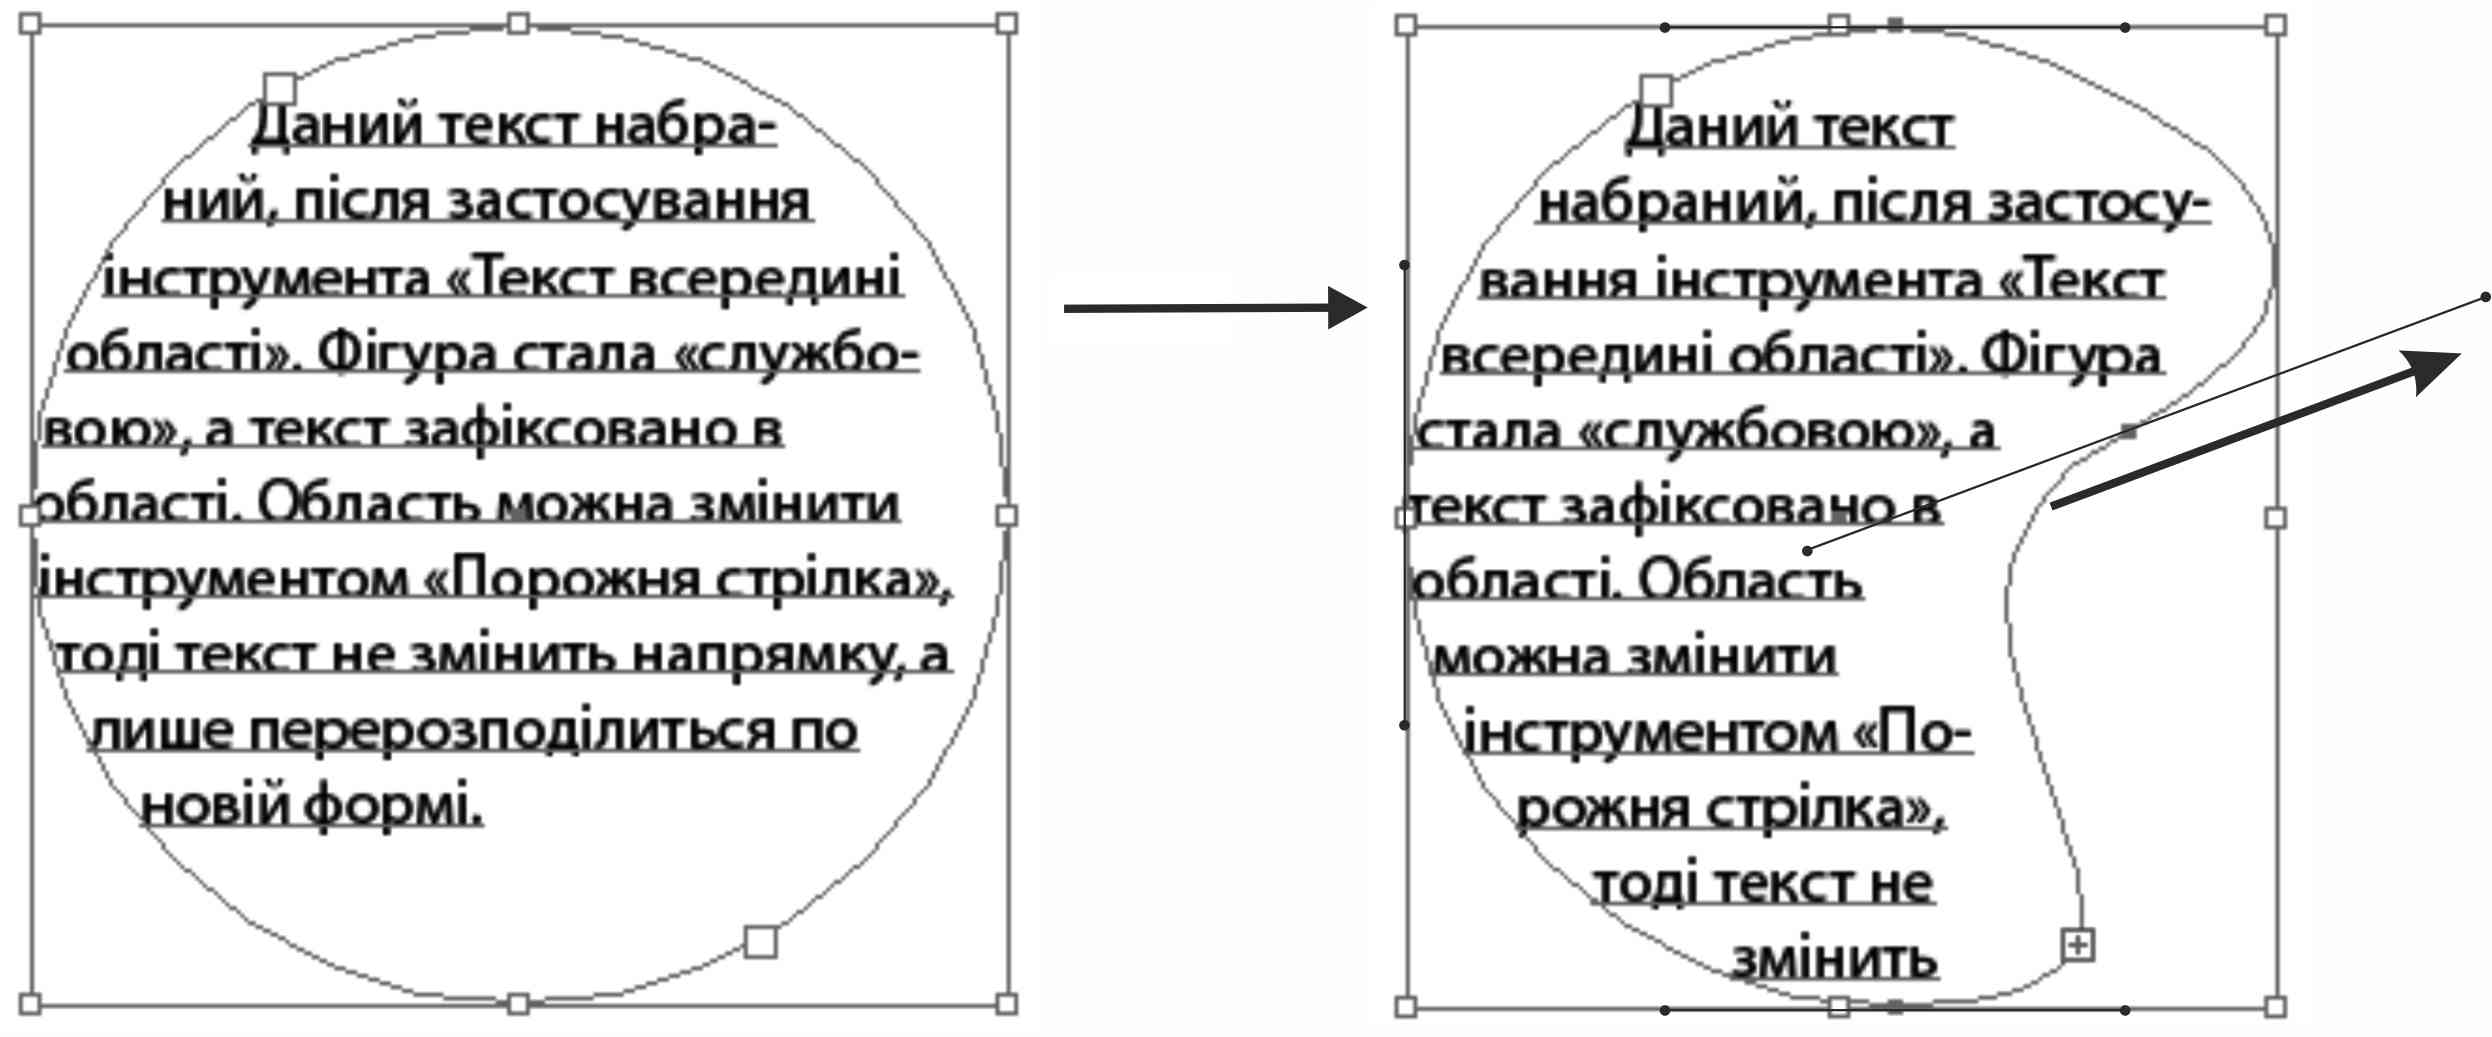 Даний текст набра-
ний, після застосування
інструмента «Текст всередині
області». Фігура стала «службо-
вою», а текст зафіксовано в
області. Область можна змінити
інструментом «Порожня стрілка»,
тоді текст не змінить напрямку, а
лише перерозподілиться по
новій формі.
Даний текст
набраний, після застосу-
вання інструмента «Текст
всередині області». Фігура
стала «службовою», а
текст зафіксовано в
області. Область
можна змінити
інструментом «По-
рожня стрілка»,
тоді текст не
змінить